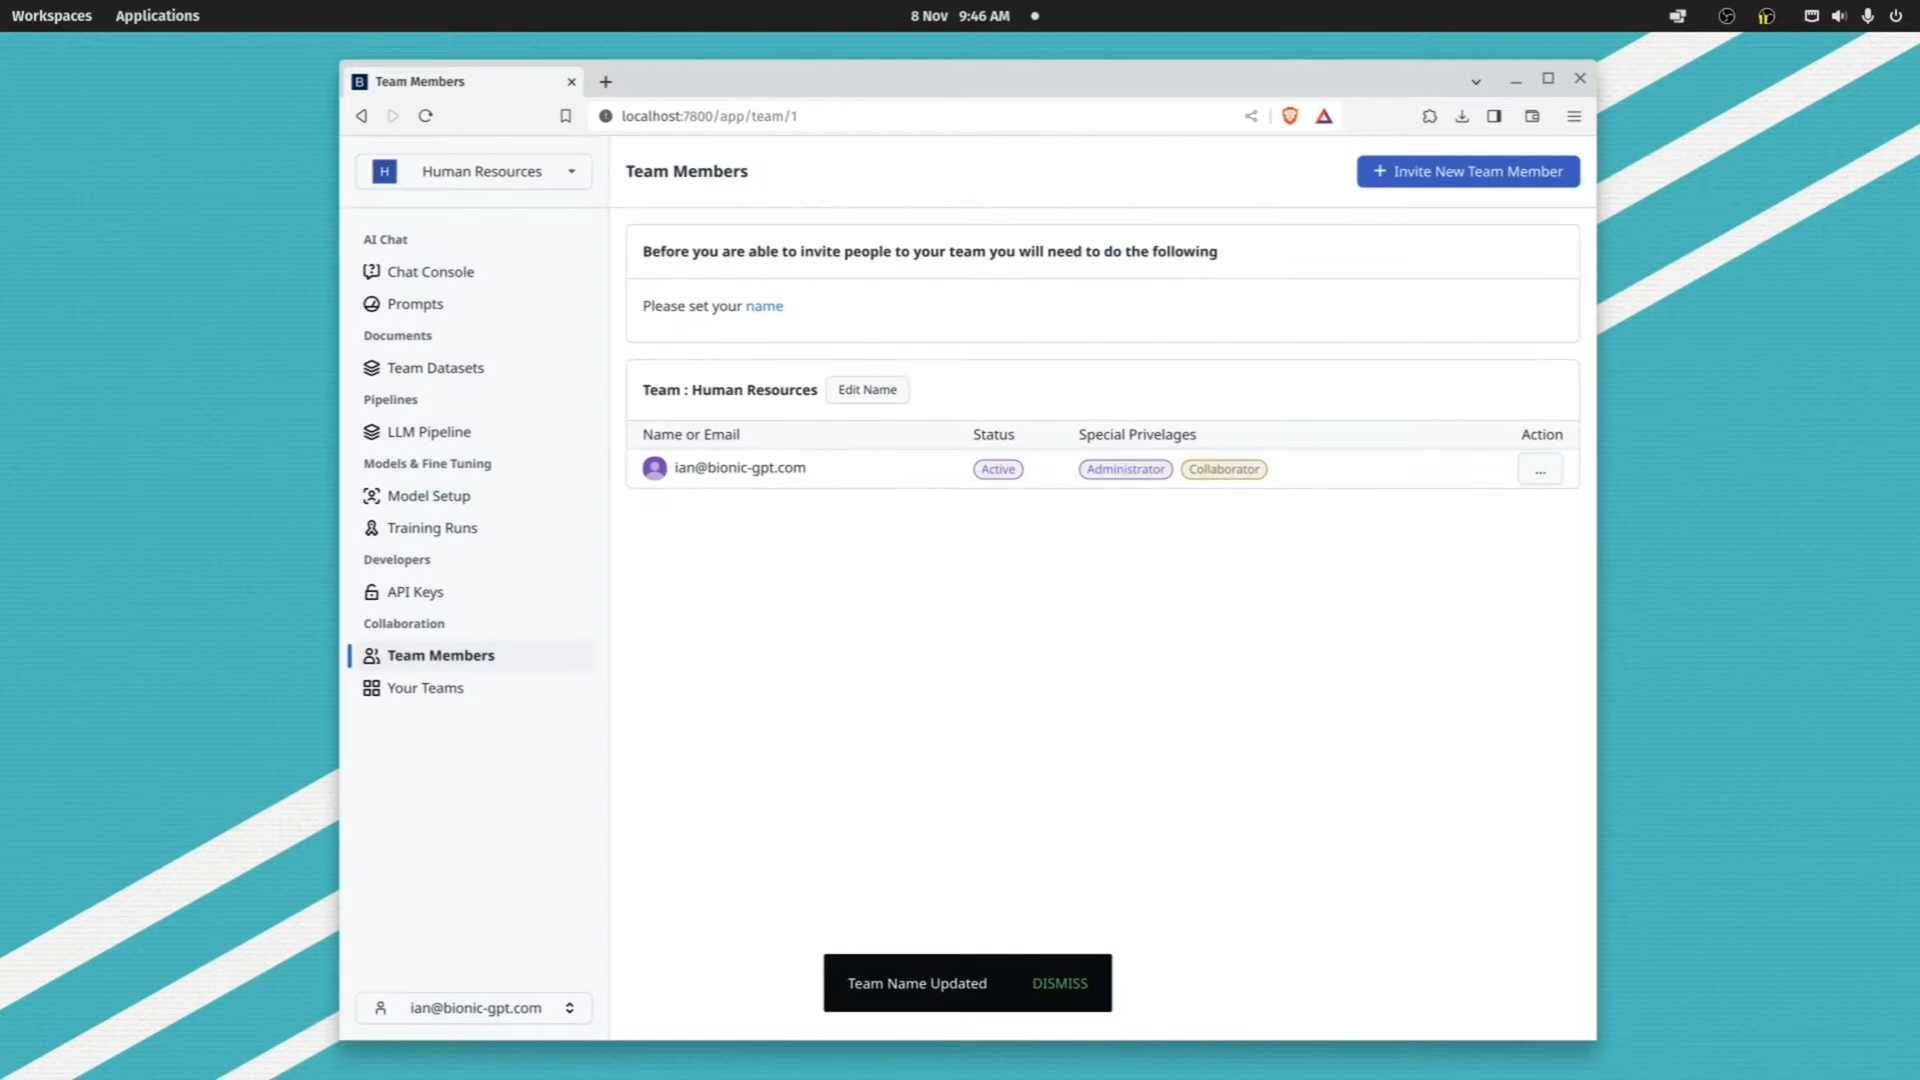 Workspaces Applications 8 Nov 9:46 AM
B Team Members
localhost:7800/app/team/1
H Human Resources
Team Members
+ Invite New Team Member
AI Chat
Chat Console
Prompts
Documents
Team Datasets
Pipelines
LLM Pipeline
Models & Fine Tuning
Model Setup
Training Runs
Developers
API Keys
Collaboration
Team Members
Your Teams
ian@bionic-gpt.com
Before you are able to invite people to your team you will need to do the following
Please set your name
Team : Human Resources Edit Name
Name or Email Status Special Privelages Action
ian@bionic-gpt.com Active Administrator Collaborator ...
Team Name Updated DISMISS